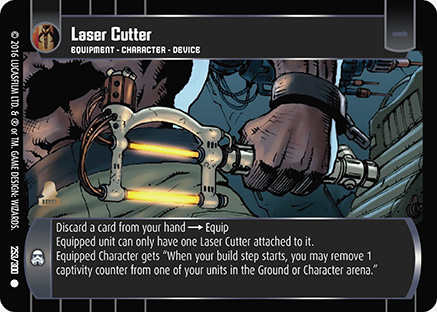 Laser Cutter
EQUIPMENT - CHARACTER - DEVICE
Discard a card from your hand → Equip
Equipped unit can only have one Laser Cutter attached to it.
Equipped Character gets "When your build step starts, you may remove 1
captivity counter from one of your units in the Ground or Character arena."
© 2016 LUCASFILM LTD. & ® or TM. GAME DESIGN: WIZARDS.
252/300